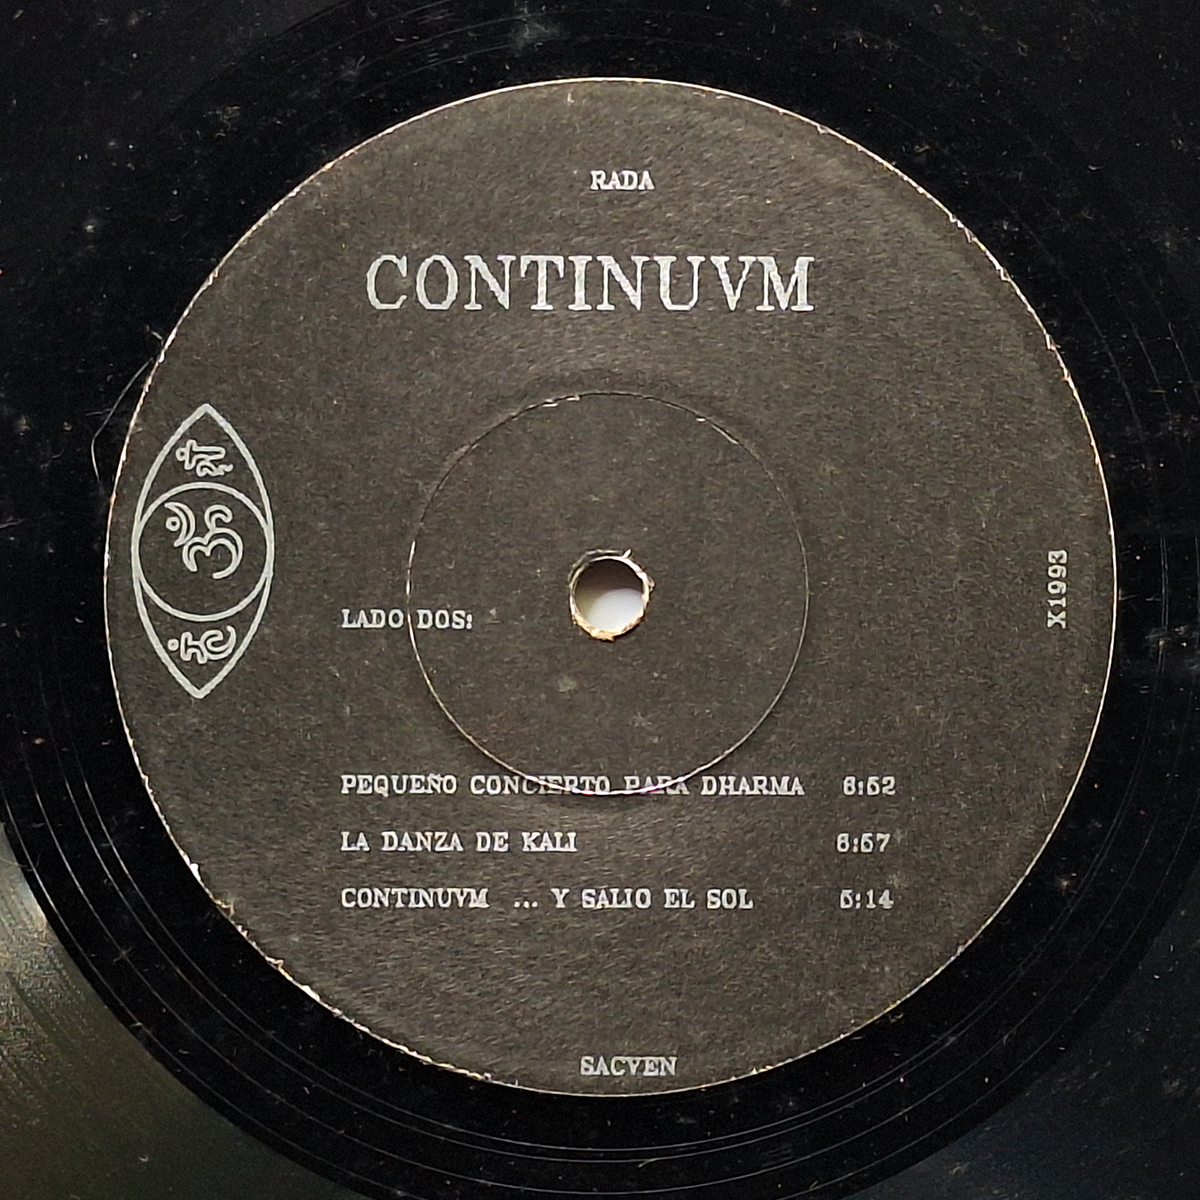 RADA
CONTINUVM
श्री
ॐ
X1993
LADO DOS:
PEQUEÑO CONCIERTO PARA DHARMA 6:52
LA DANZA DE KALI 6:57
CONTINUVM ... Y SALIO EL SOL 5:14
SACVEN